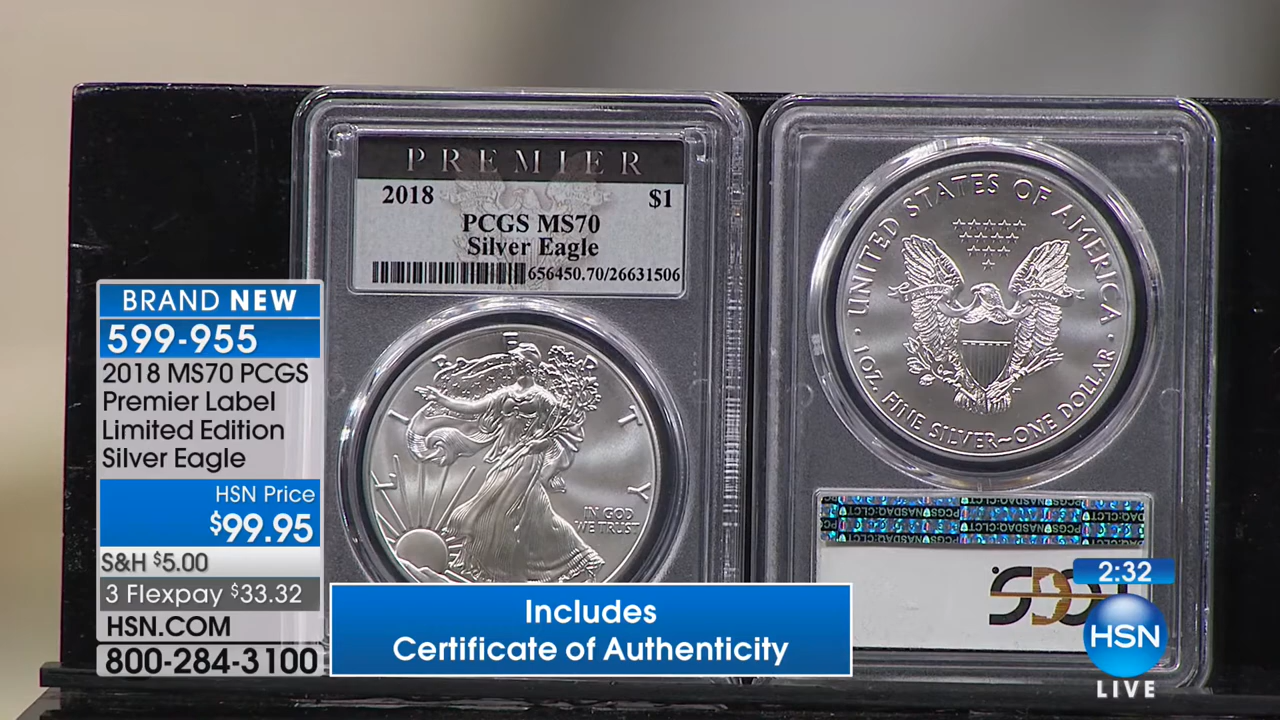 PREMIER
2018 $1
PCGS MS70
Silver Eagle
656450.70/26631506
LIBERTY
IN GOD
WE TRUST
UNITED STATES OF AMERICA
1 OZ. FINE SILVER~ONE DOLLAR
BRAND NEW
599-955
2018 MS70 PCGS
Premier Label
Limited Edition
Silver Eagle
HSN Price
$99.95
S&H $5.00
3 Flexpay $33.32
HSN.COM
800-284-3100
Includes
Certificate of Authenticity
2:32
HSN
LIVE